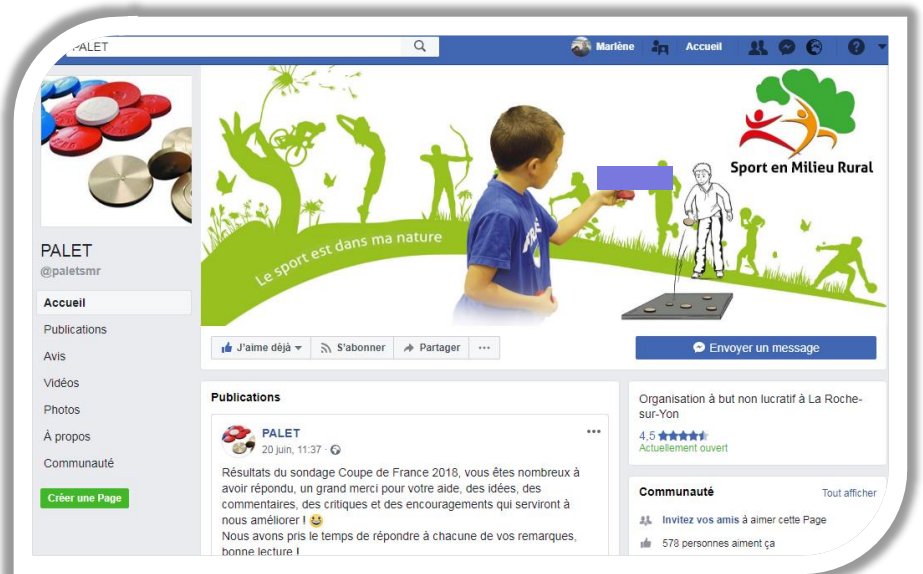 PALET
Marlène
Accueil
Sport en Milieu Rural
Le sport est dans ma nature
PALET
@paletsmr
Accueil
Publications
Avis
Vidéos
Photos
À propos
Communauté
Créer une Page
J'aime déjà
S'abonner
Partager
Envoyer un message
Publications
PALET
20 juin, 11:37
Résultats du sondage Coupe de France 2018, vous êtes nombreux à
avoir répondu, un grand merci pour votre aide, des idées, des
commentaires, des critiques et des encouragements qui serviront à
nous améliorer ! 😀
Nous avons pris le temps de répondre à chacune de vos remarques,
bonne lecture !
Organisation à but non lucratif à La Roche-
sur-Yon
4,5 ★★★★★
Actuellement ouvert
Communauté
Tout afficher
Invitez vos amis à aimer cette Page
578 personnes aiment ça